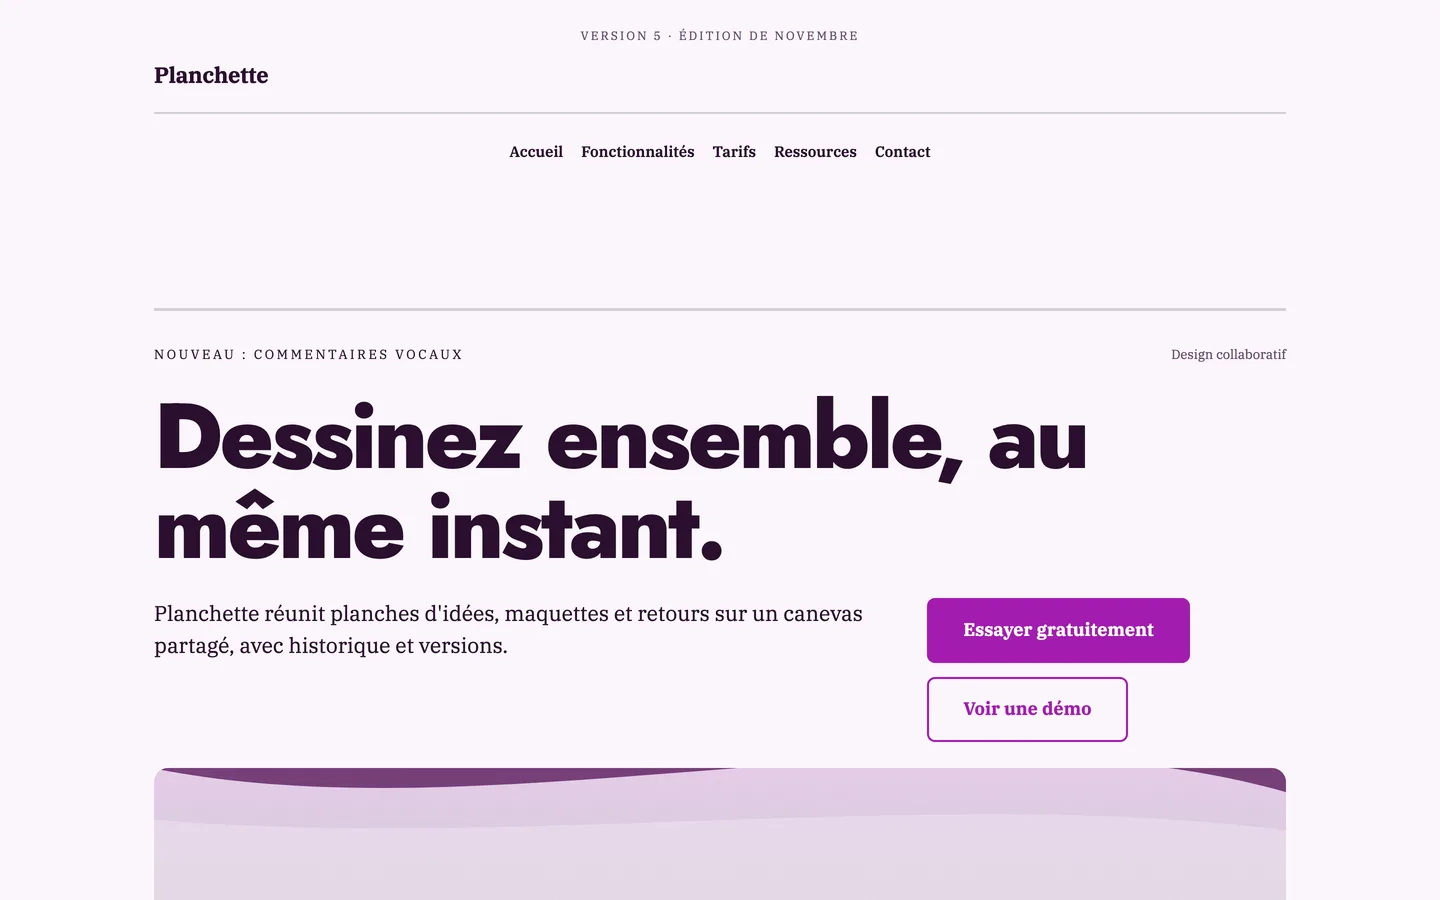 VERSION 5 · ÉDITION DE NOVEMBRE
Planchette
Accueil Fonctionnalités Tarifs Ressources Contact
NOUVEAU : COMMENTAIRES VOCAUX
Design collaboratif
Dessinez ensemble, au
même instant.
Planchette réunit planches d'idées, maquettes et retours sur un canevas
partagé, avec historique et versions.
Essayer gratuitement
Voir une démo